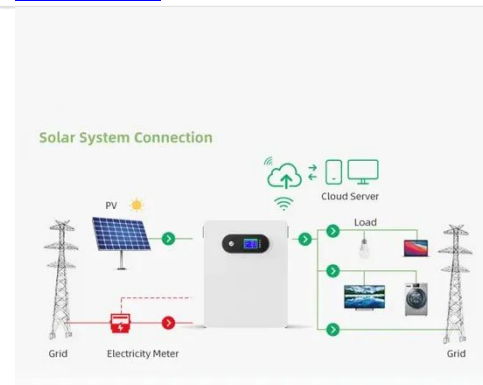 Solar System Connection
Cloud Server
PV
Load
Grid
Electricity Meter
Grid